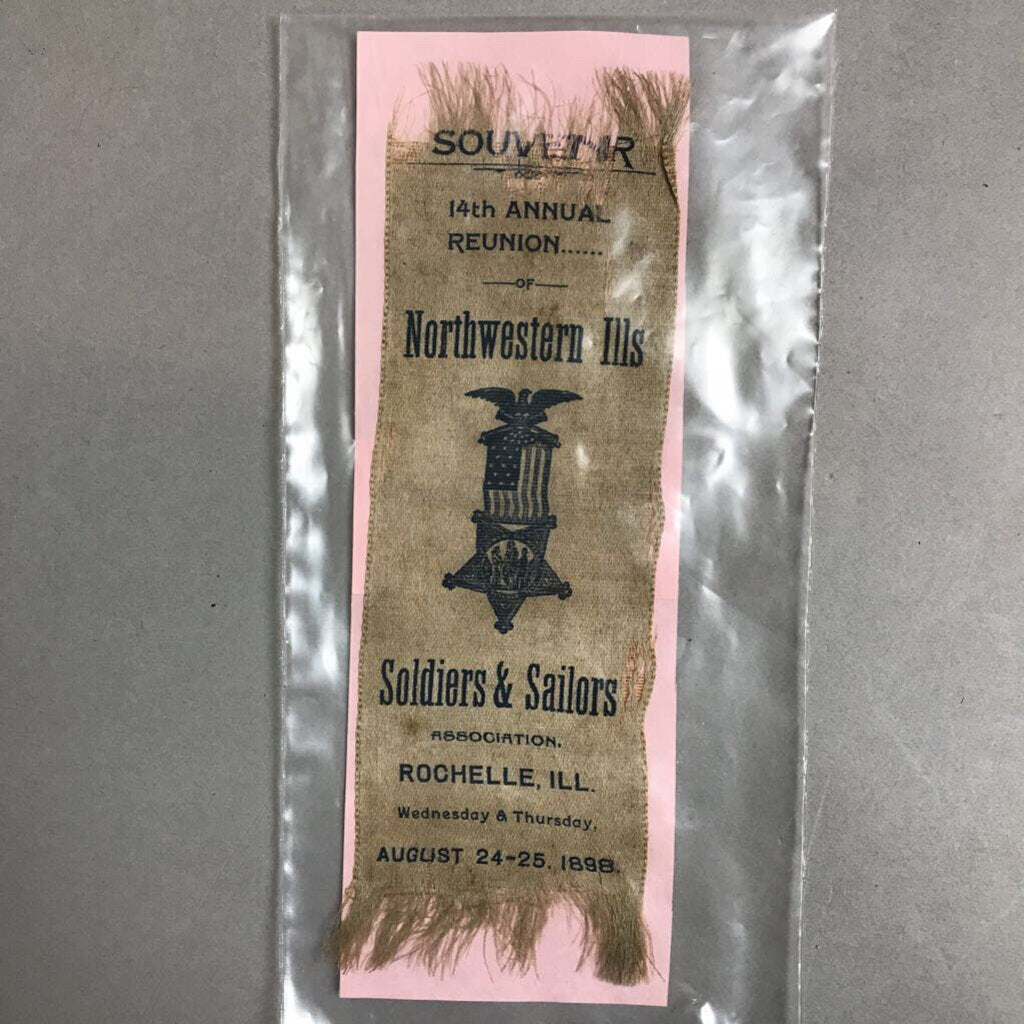 SOUVENIR
14th ANNUAL
REUNION......
OF
Northwestern Ills
Soldiers & Sailors
ASSOCIATION.
ROCHELLE, ILL.
Wednesday & Thursday,
AUGUST 24-25. 1898.